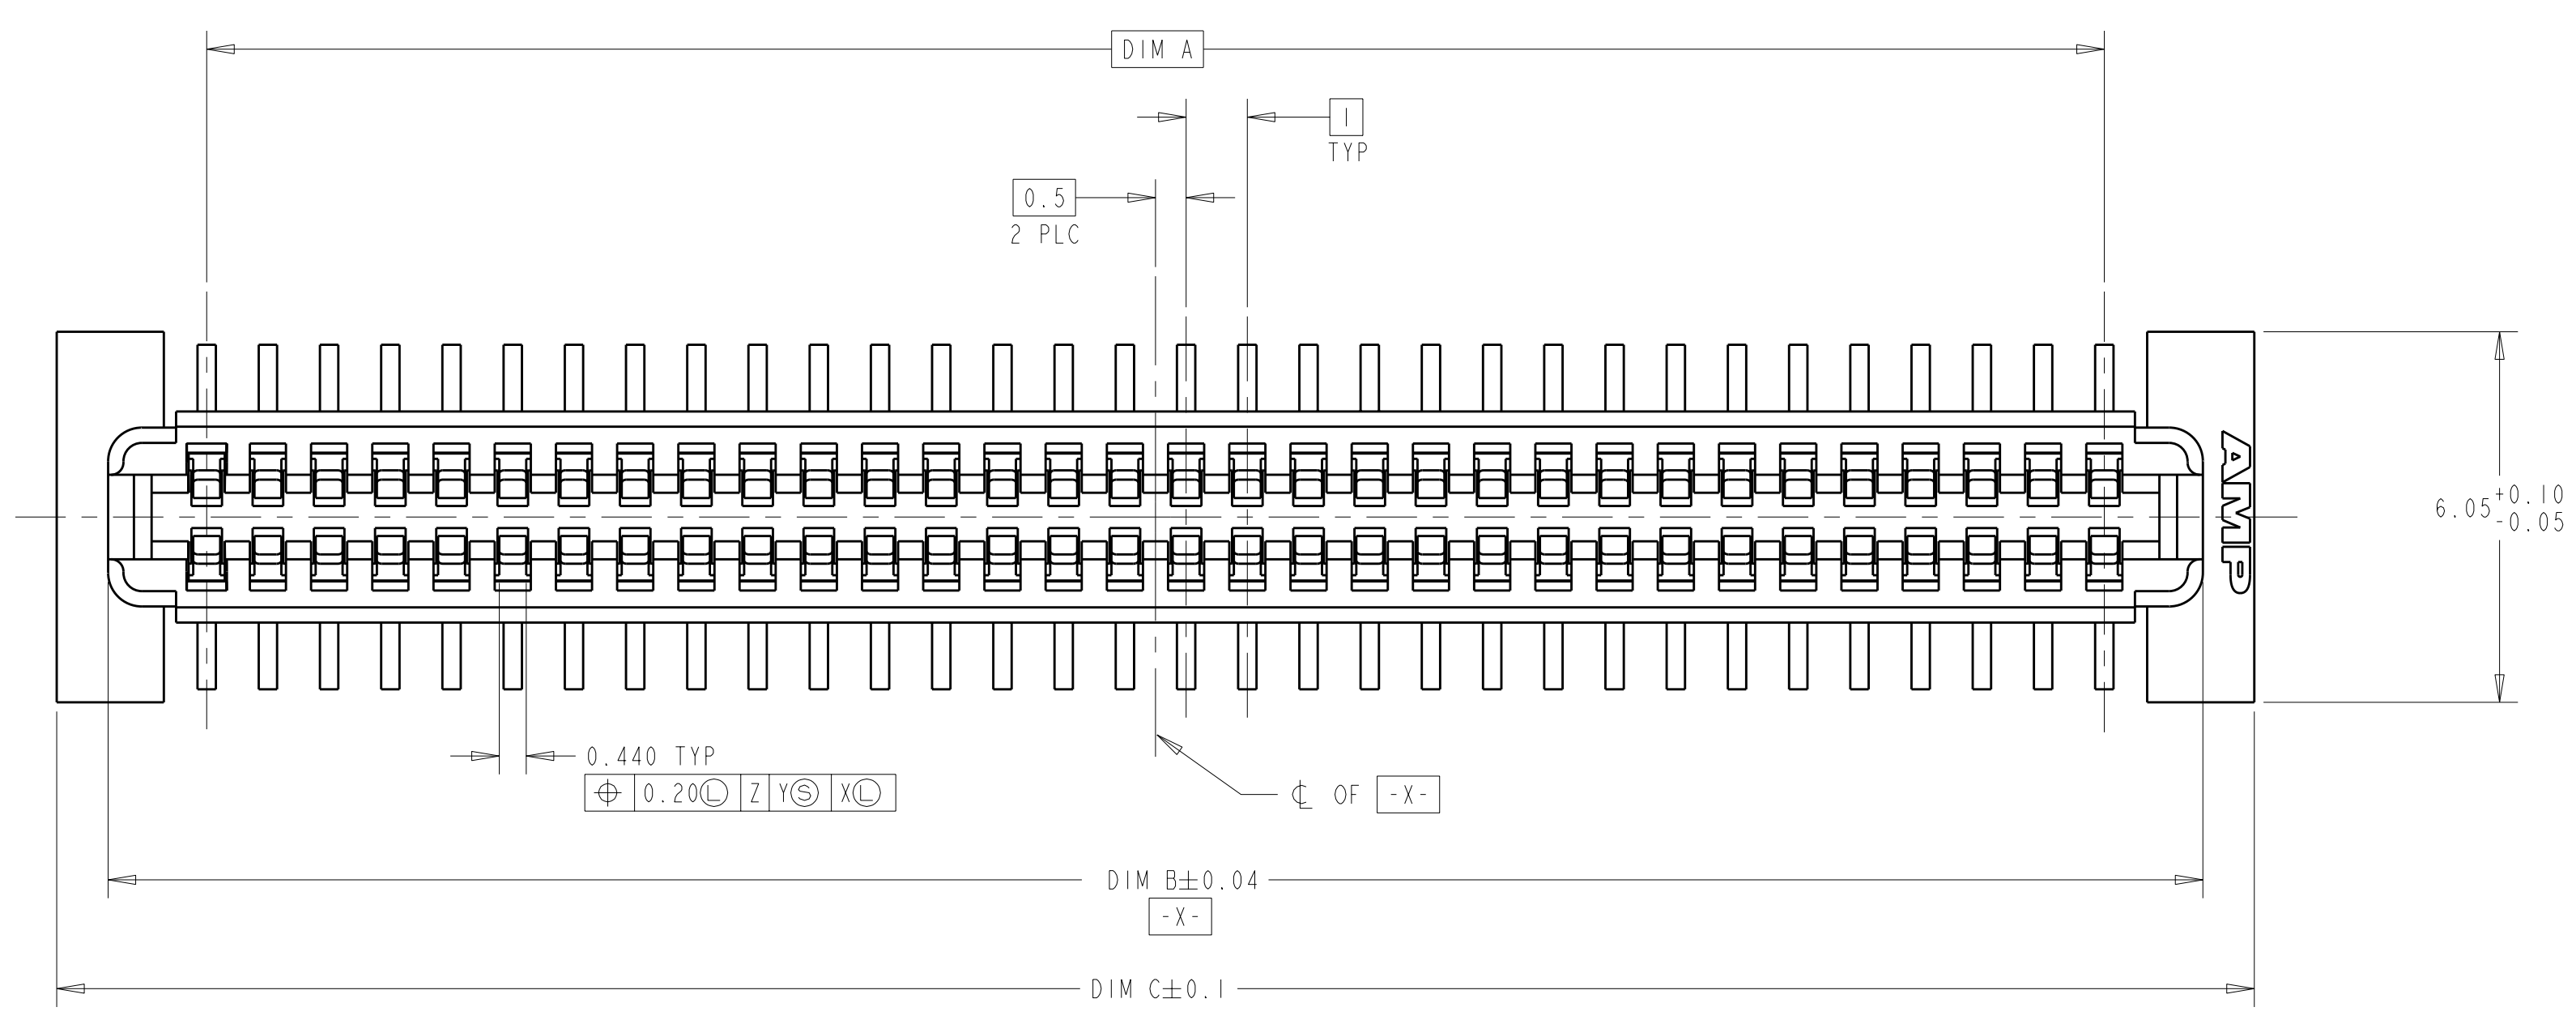 DIM A
1
TYP
0.5
2 PLC
AMP
6.05 +0.10
-0.05
0.440 TYP
⌖ 0.20Ⓛ Z YⓈ XⓁ
℄ OF -X-
DIM B±0.04
-X-
DIM C±0.1